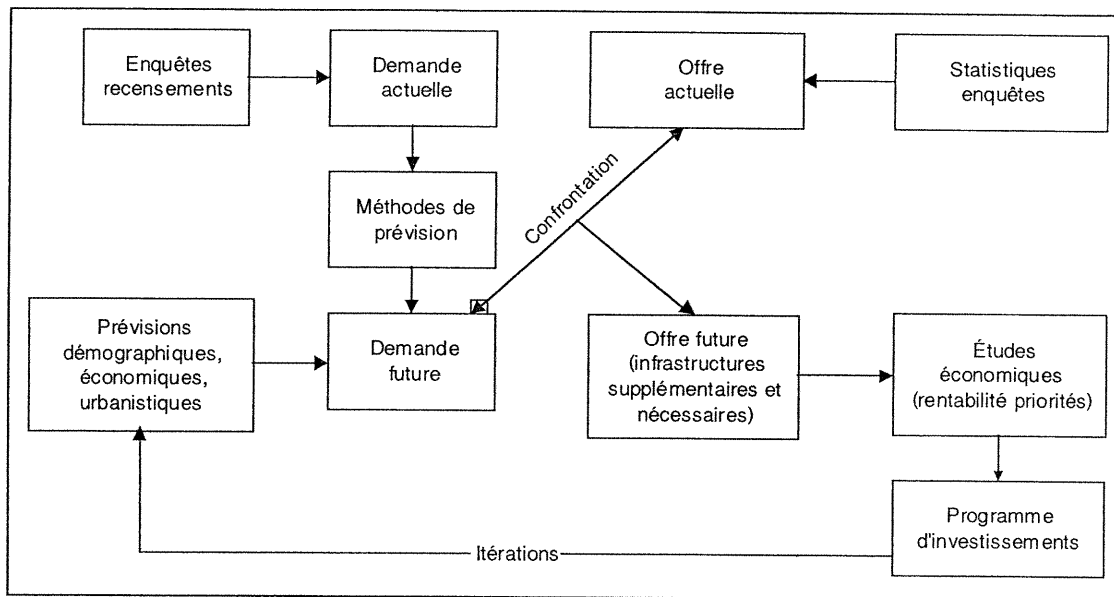 Enquêtes
recensements
Demande
actuelle
Offre
actuelle
Statistiques
enquêtes
Méthodes de
prévision
Confrontation
Prévisions
démographiques,
économiques,
urbanistiques
Demande
future
Offre future
(infrastructures
supplémentaires et
nécessaires)
Études
économiques
(rentabilité priorités)
Programme
d'investissements
Itérations